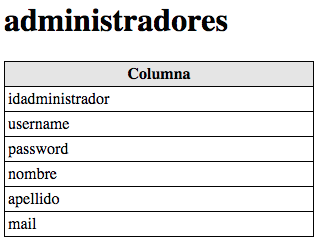 administradores
Columna
idadministrador
username
password
nombre
apellido
mail